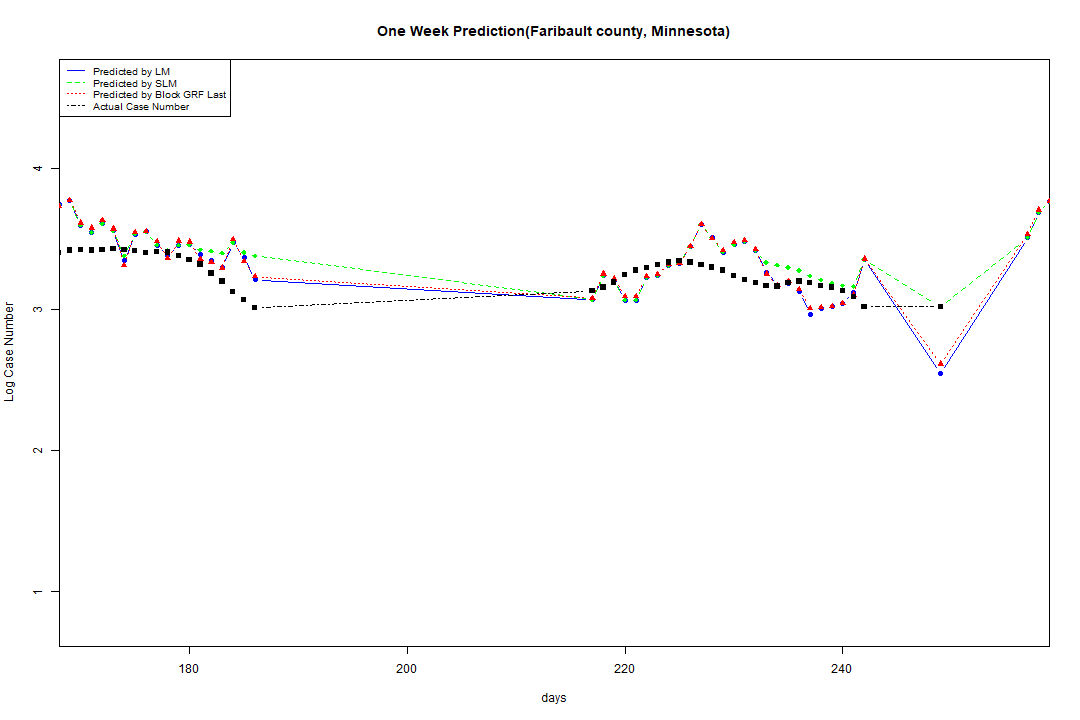 One Week Prediction(Faribault county, Minnesota)
Predicted by LM
Predicted by SLM
Predicted by Block GRF Last
Actual Case Number
4
3
2
1
Log Case Number
180 200 220 240
days